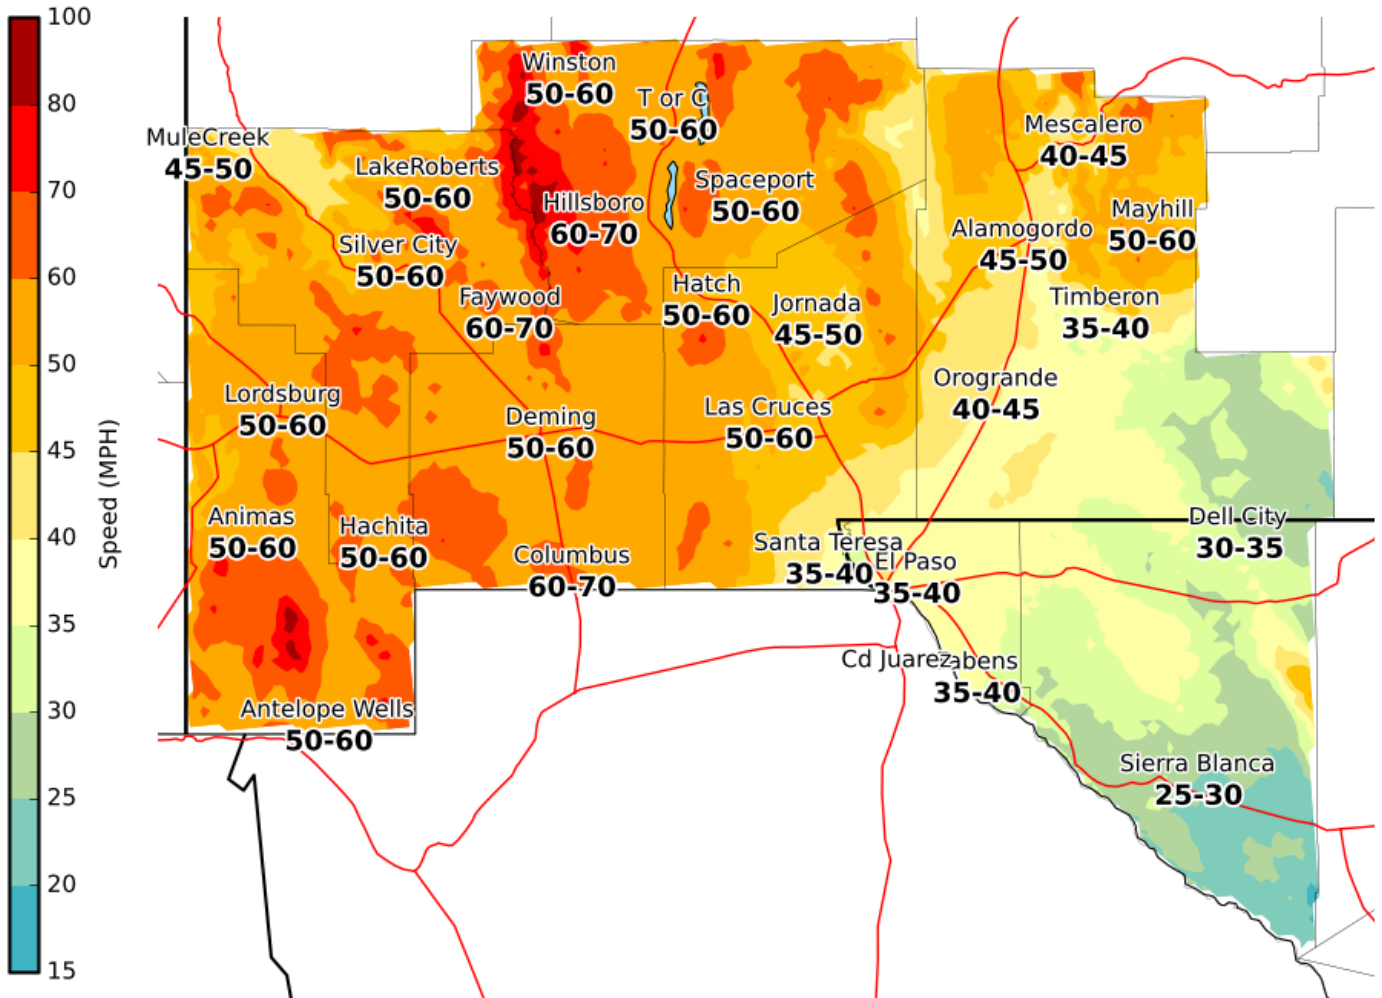 100
80
70
60
50
45
40
35
30
25
20
15
Speed (MPH)
Winston
50-60
T or C
50-60
MuleCreek
45-50
LakeRoberts
50-60
Mescalero
40-45
Spaceport
50-60
Hillsboro
60-70
Mayhill
50-60
Silver City
50-60
Alamogordo
45-50
Faywood
60-70
Hatch
50-60
Jornada
45-50
Timberon
35-40
Lordsburg
50-60
Deming
50-60
Las Cruces
50-60
Orogrande
40-45
Animas
50-60
Hachita
50-60
Columbus
60-70
Santa Teresa
35-40
El Paso
35-40
Dell City
30-35
Cd Juarez
abens
35-40
Antelope Wells
50-60
Sierra Blanca
25-30